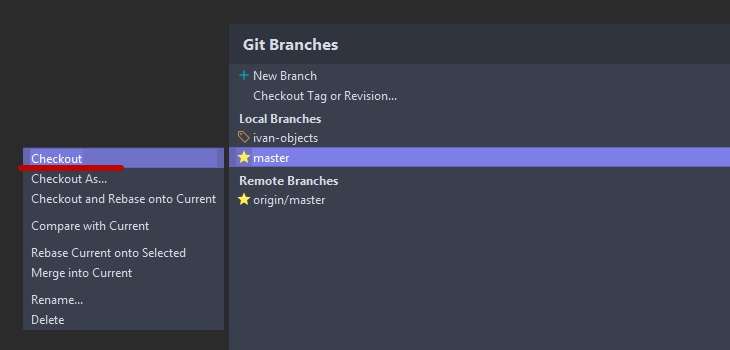 Git Branches
New Branch
Checkout Tag or Revision...
Local Branches
ivan-objects
master
Remote Branches
origin/master
Checkout
Checkout As...
Checkout and Rebase onto Current
Compare with Current
Rebase Current onto Selected
Merge into Current
Rename...
Delete